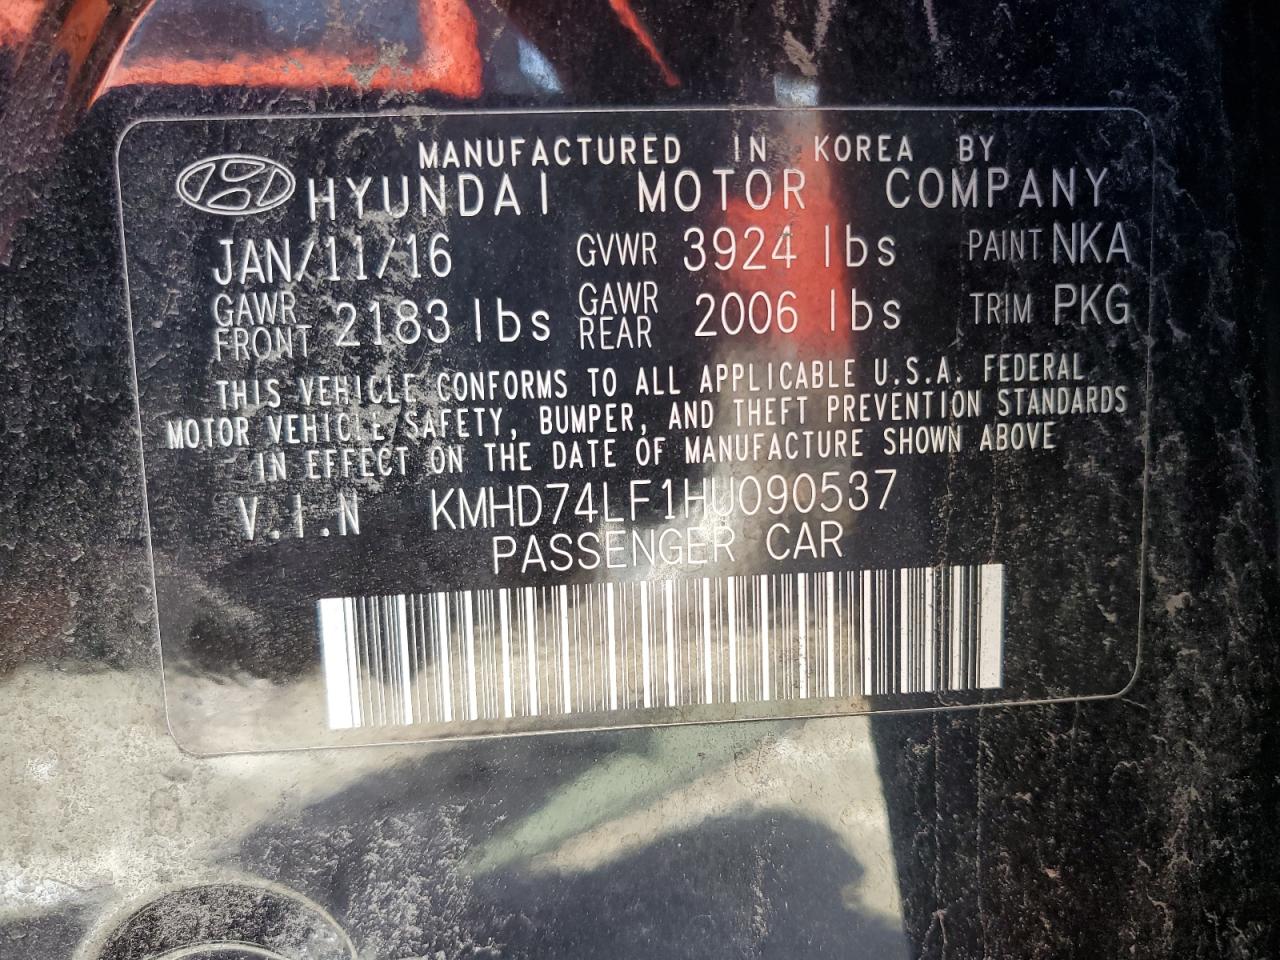 MANUFACTURED IN KOREA BY
HYUNDAI MOTOR COMPANY
JAN/11/16 GVWR 3924 lbs PAINT NKA
GAWR FRONT 2183 lbs GAWR REAR 2006 lbs TRIM PKG
THIS VEHICLE CONFORMS TO ALL APPLICABLE U.S.A. FEDERAL
MOTOR VEHICLE SAFETY, BUMPER, AND THEFT PREVENTION STANDARDS
IN EFFECT ON THE DATE OF MANUFACTURE SHOWN ABOVE
V.I.N KMHD74LF1HU090537
PASSENGER CAR